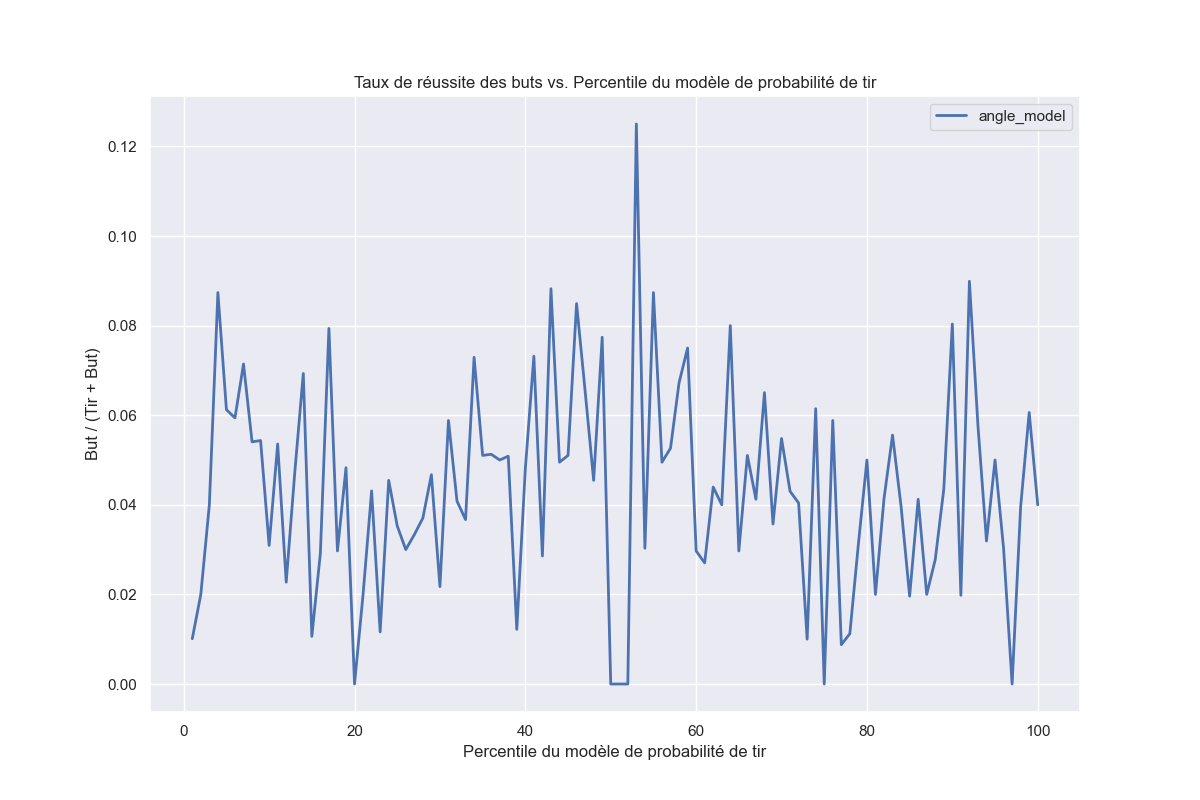 Taux de réussite des buts vs. Percentile du modèle de probabilité de tir
angle_model
0.12
0.10
0.08
0.06
0.04
0.02
0.00
But / (Tir + But)
0 20 40 60 80 100
Percentile du modèle de probabilité de tir